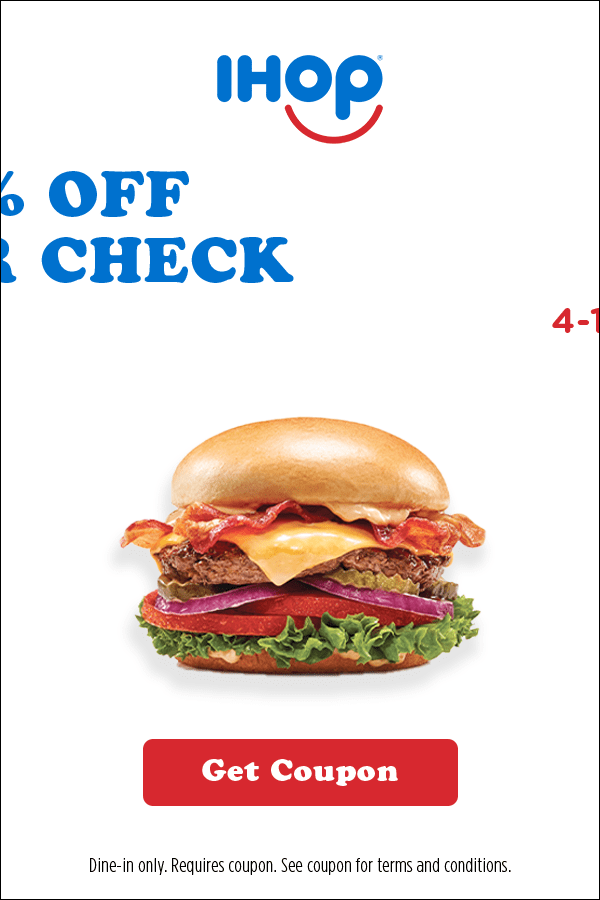 IHOP
% OFF
CHECK
4-1
Get Coupon
Dine-in only. Requires coupon. See coupon for terms and conditions.